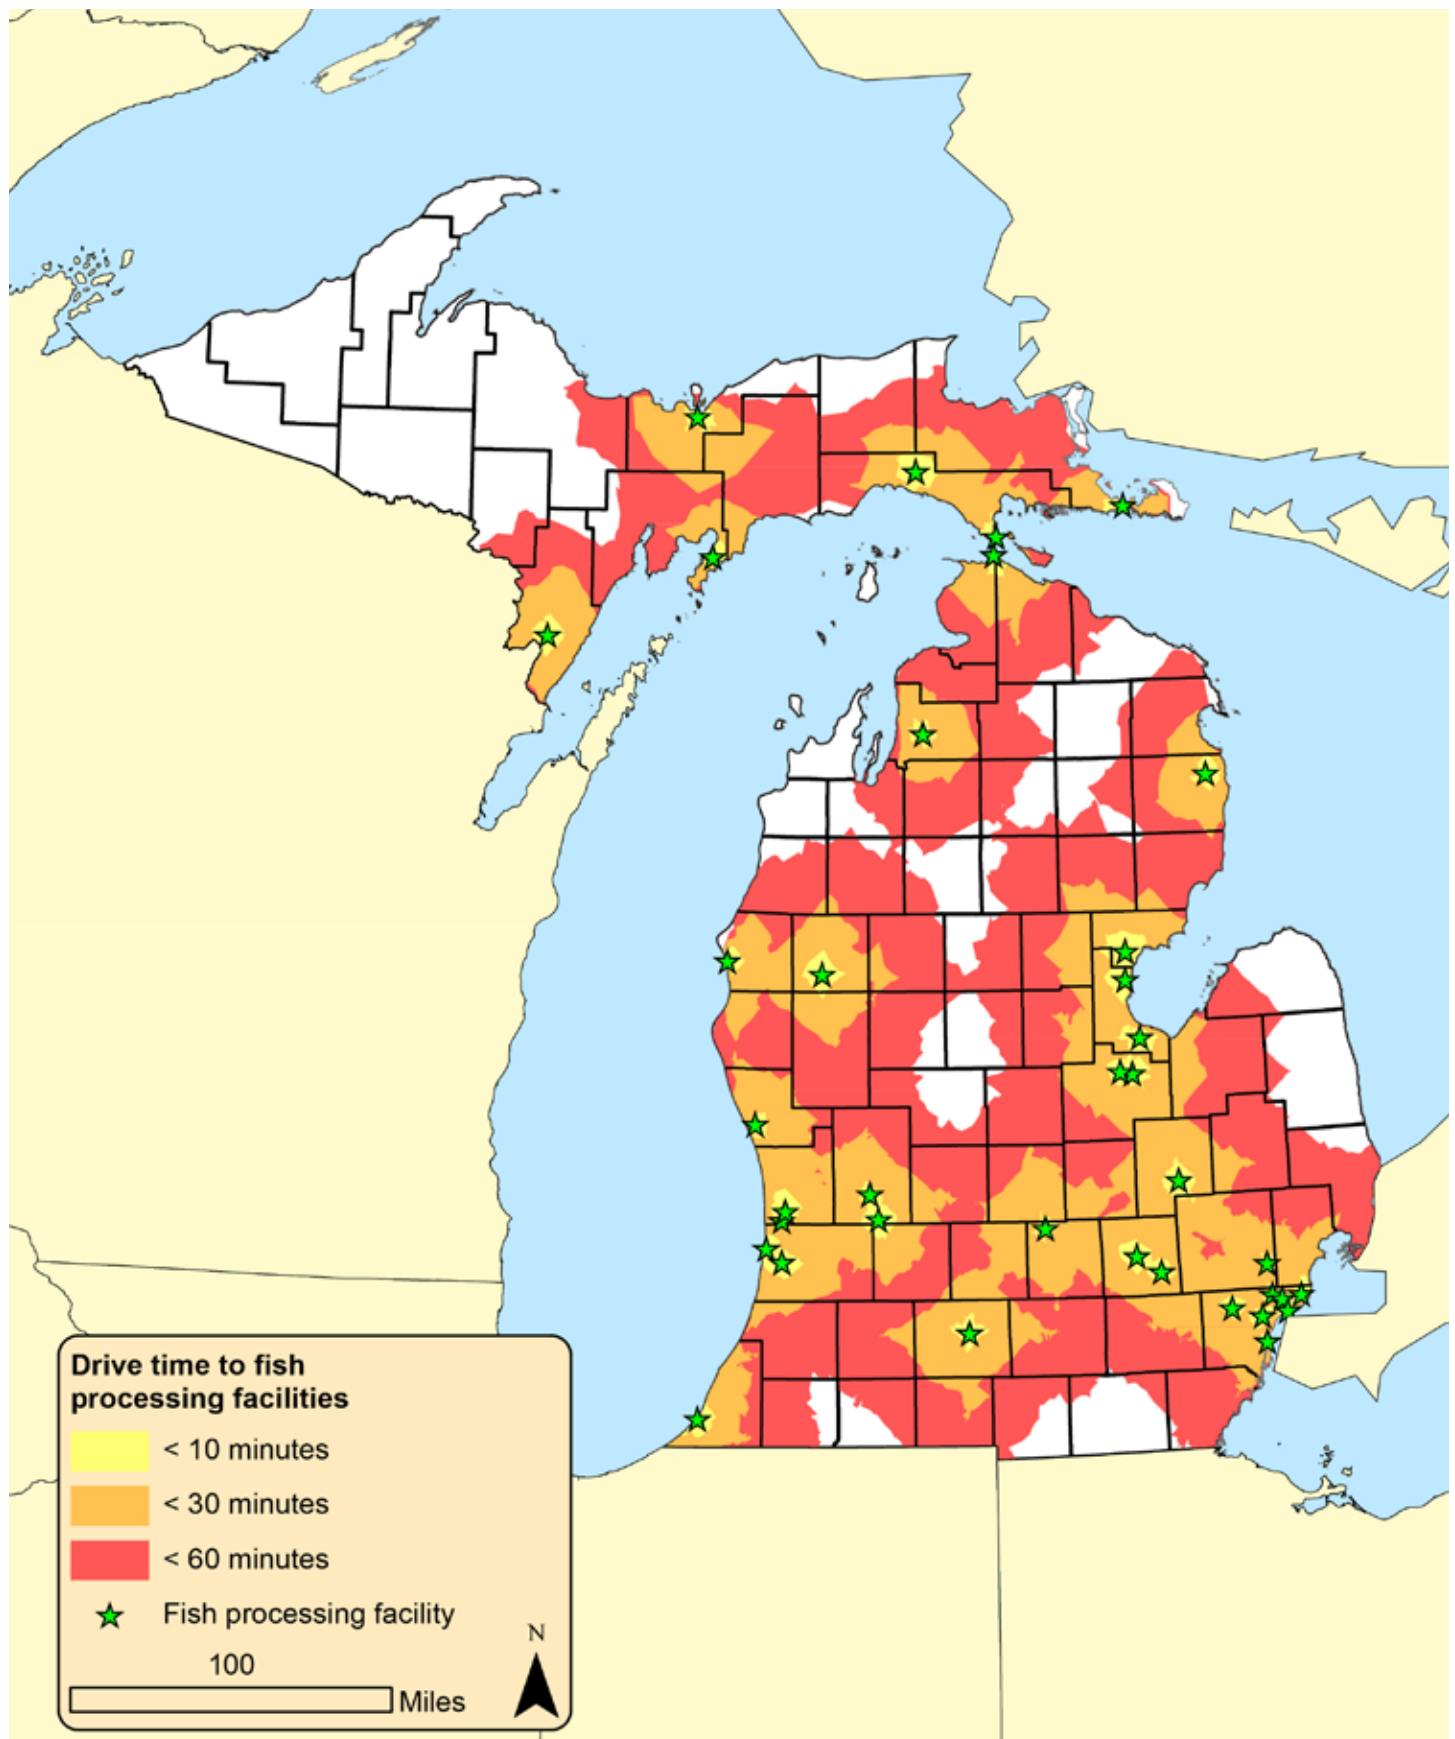 Drive time to fish
processing facilities
< 10 minutes
< 30 minutes
< 60 minutes
Fish processing facility
N
100
Miles